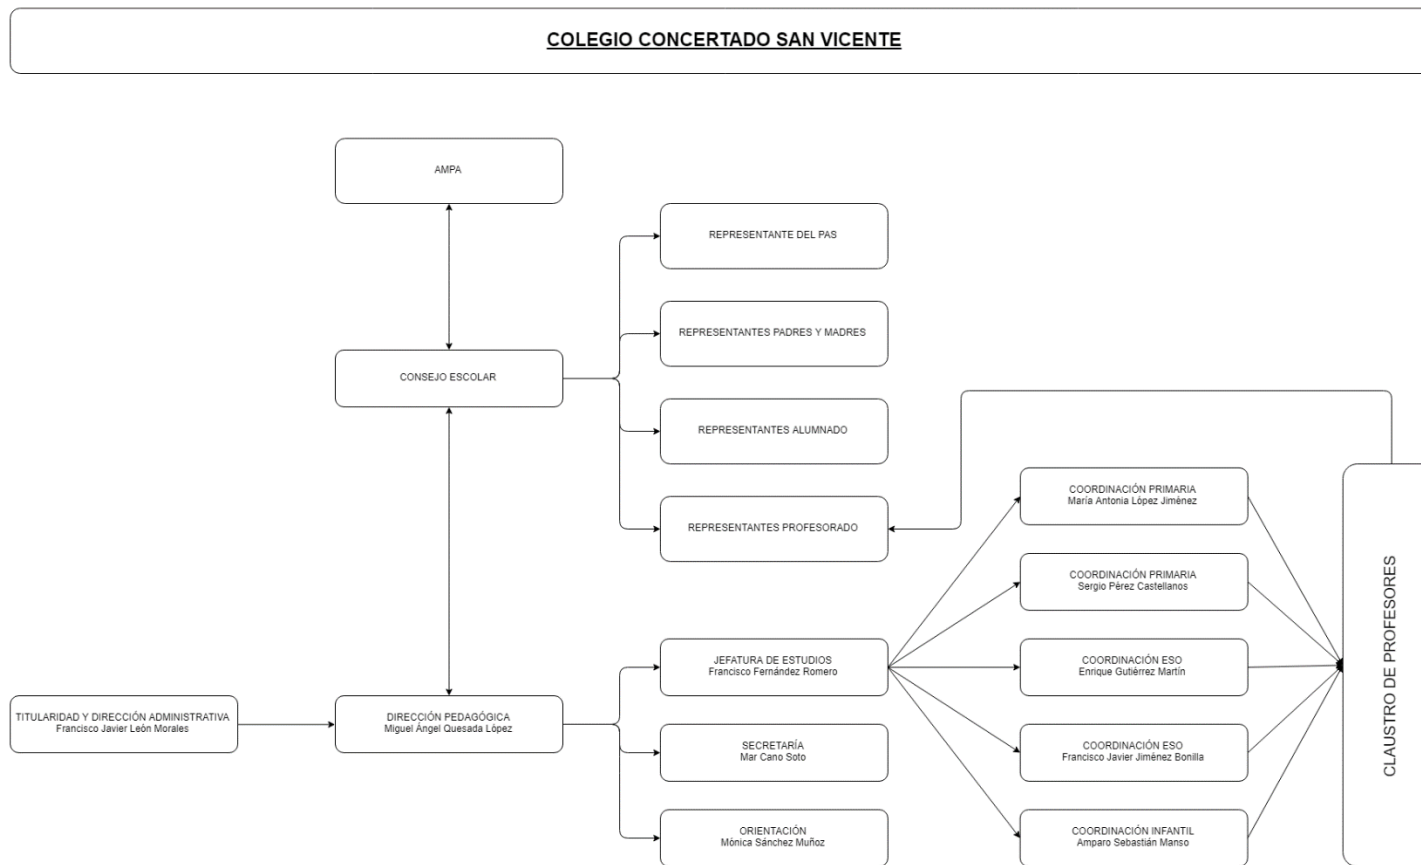 COLEGIO CONCERTADO SAN VICENTE
AMPA
REPRESENTANTE DEL PAS
REPRESENTANTES PADRES Y MADRES
CONSEJO ESCOLAR
REPRESENTANTES ALUMNADO
REPRESENTANTES PROFESORADO
COORDINACIÓN PRIMARIA
María Antonia López Jiménez
COORDINACIÓN PRIMARIA
Sergio Pérez Castellanos
JEFATURA DE ESTUDIOS
Francisco Fernández Romero
COORDINACIÓN ESO
Enrique Gutiérrez Martín
CLAUSTRO DE PROFESORES
TITULARIDAD Y DIRECCIÓN ADMINISTRATIVA
Francisco Javier León Morales
DIRECCIÓN PEDAGÓGICA
Miguel Ángel Quesada López
SECRETARÍA
Mar Cano Soto
COORDINACIÓN ESO
Francisco Javier Jiménez Bonilla
ORIENTACIÓN
Mónica Sánchez Muñoz
COORDINACIÓN INFANTIL
Amparo Sebastián Manso